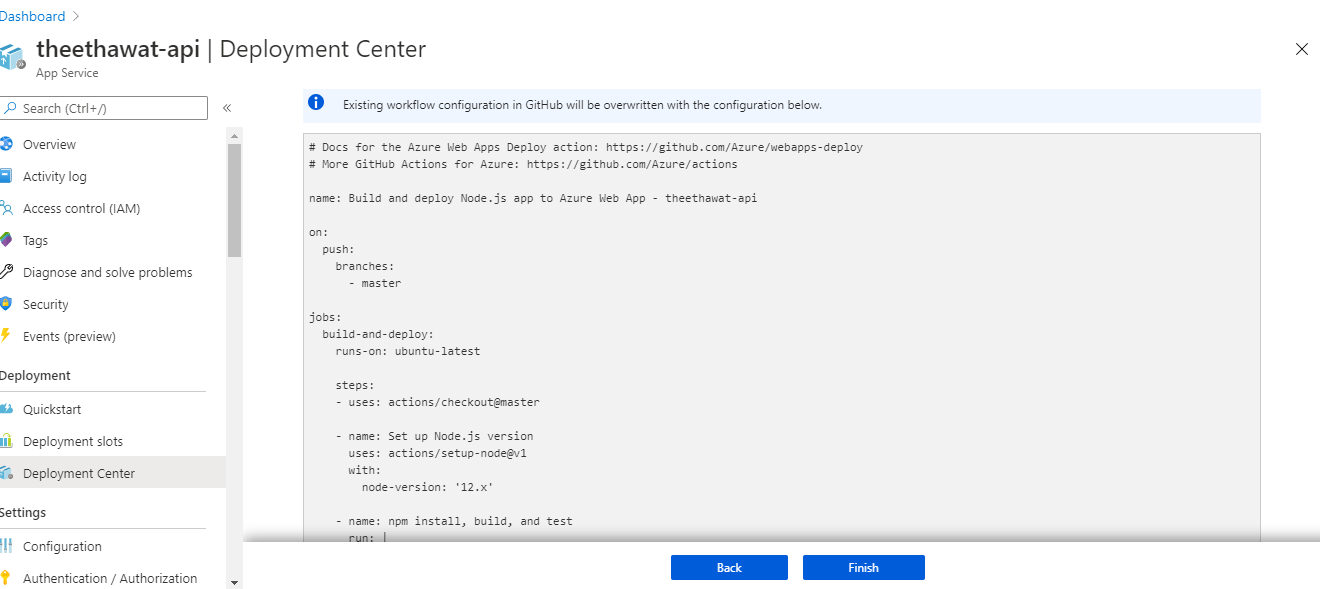 Dashboard
theethawat-api | Deployment Center
App Service
Search (Ctrl+/)
Overview
Activity log
Access control (IAM)
Tags
Diagnose and solve problems
Security
Events (preview)
Deployment
Quickstart
Deployment slots
Deployment Center
Settings
Configuration
Authentication / Authorization
Existing workflow configuration in GitHub will be overwritten with the configuration below.
# Docs for the Azure Web Apps Deploy action: https://github.com/Azure/webapps-deploy
# More GitHub Actions for Azure: https://github.com/Azure/actions
name: Build and deploy Node.js app to Azure Web App - theethawat-api
on:
push:
branches:
- master
jobs:
build-and-deploy:
runs-on: ubuntu-latest
steps:
- uses: actions/checkout@master
- name: Set up Node.js version
uses: actions/setup-node@v1
with:
node-version: '12.x'
- name: npm install, build, and test
run: |
Back
Finish